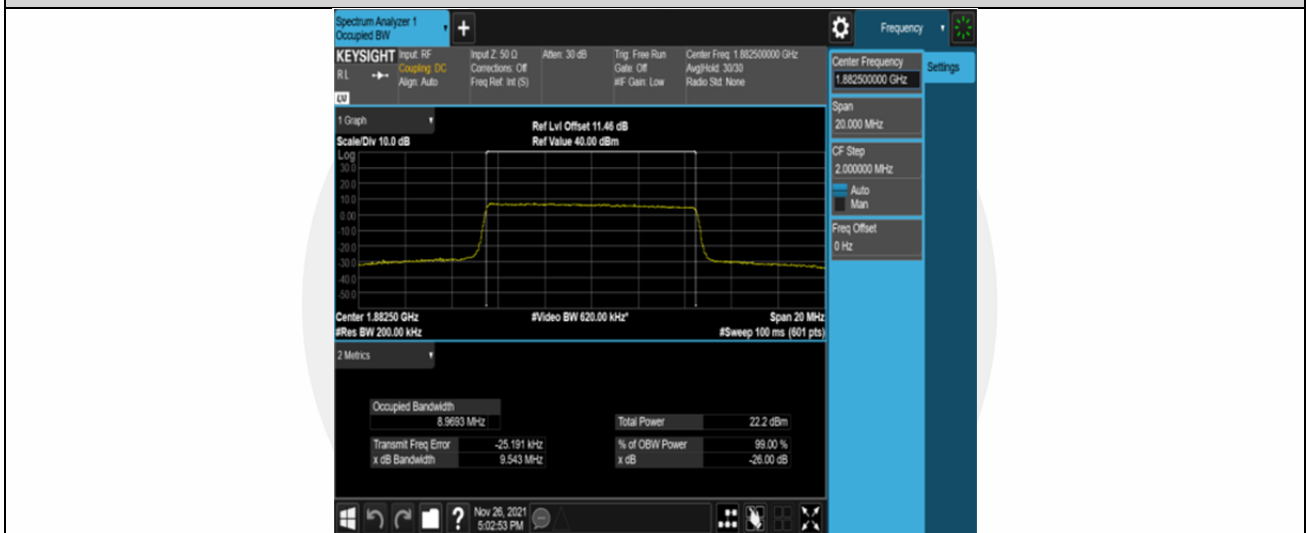 Spectrum Analyzer 1
Occupied BW
+
Frequency
KEYSIGHT
Input: RF
Coupling: DC
Align: Auto
Input Z: 50 Ω
Corrections: Off
Freq Ref: Int (S)
Atten: 30 dB
Trig: Free Run
Gate: Off
#IF Gain: Low
Center Freq: 1.882500000 GHz
Avg|Hold: 30/30
Radio Std: None
RL
1 Graph
Ref Lvl Offset 11.46 dB
Scale/Div 10.0 dB
Ref Value 40.00 dBm
Log
30.0
20.0
10.0
0.00
-10.0
-20.0
-30.0
-40.0
-50.0
Center 1.88250 GHz
#Video BW 620.00 kHz*
Span 20 MHz
#Res BW 200.00 kHz
#Sweep 100 ms (601 pts)
2 Metrics
Occupied Bandwidth
8.9693 MHz
Total Power
22.2 dBm
Transmit Freq Error
-25.191 kHz
% of OBW Power
99.00 %
x dB Bandwidth
9.543 MHz
x dB
-26.00 dB
Center Frequency
1.882500000 GHz
Settings
Span
20.000 MHz
CF Step
2.000000 MHz
Auto
Man
Freq Offset
0 Hz
?
Nov 26, 2021
5:02:53 PM